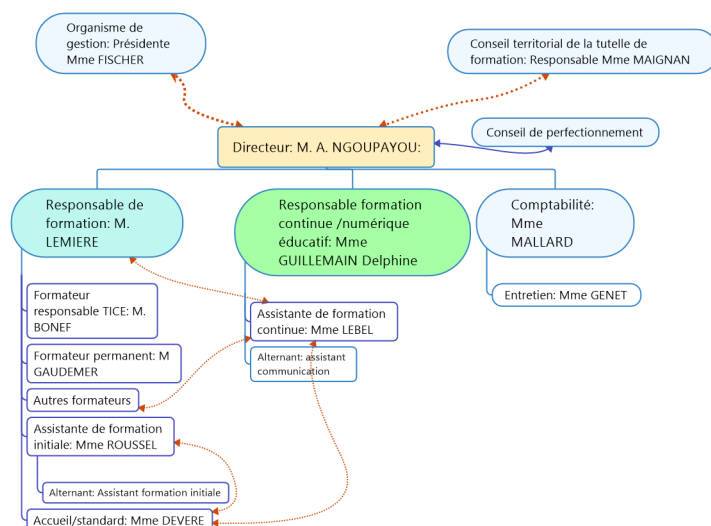 Organisme de
gestion: Présidente
Mme FISCHER
Conseil territorial de la tutelle de
formation: Responsable Mme MAIGNAN
Conseil de perfectionnement
Directeur: M. A. NGOUPAYOU:
Responsable de
formation: M.
LEMIERE
Responsable formation
continue /numérique
éducatif: Mme
GUILLEMAIN Delphine
Comptabilité:
Mme
MALLARD
Formateur
responsable TICE: M.
BONEF
Formateur permanent: M
GAUDEMER
Autres formateurs
Assistante de formation
initiale: Mme ROUSSEL
Alternant: Assistant formation initiale
Accueil/standard: Mme DEVERE
Assistante de formation
continue: Mme LEBEL
Alternant: assistant
communication
Entretien: Mme GENET